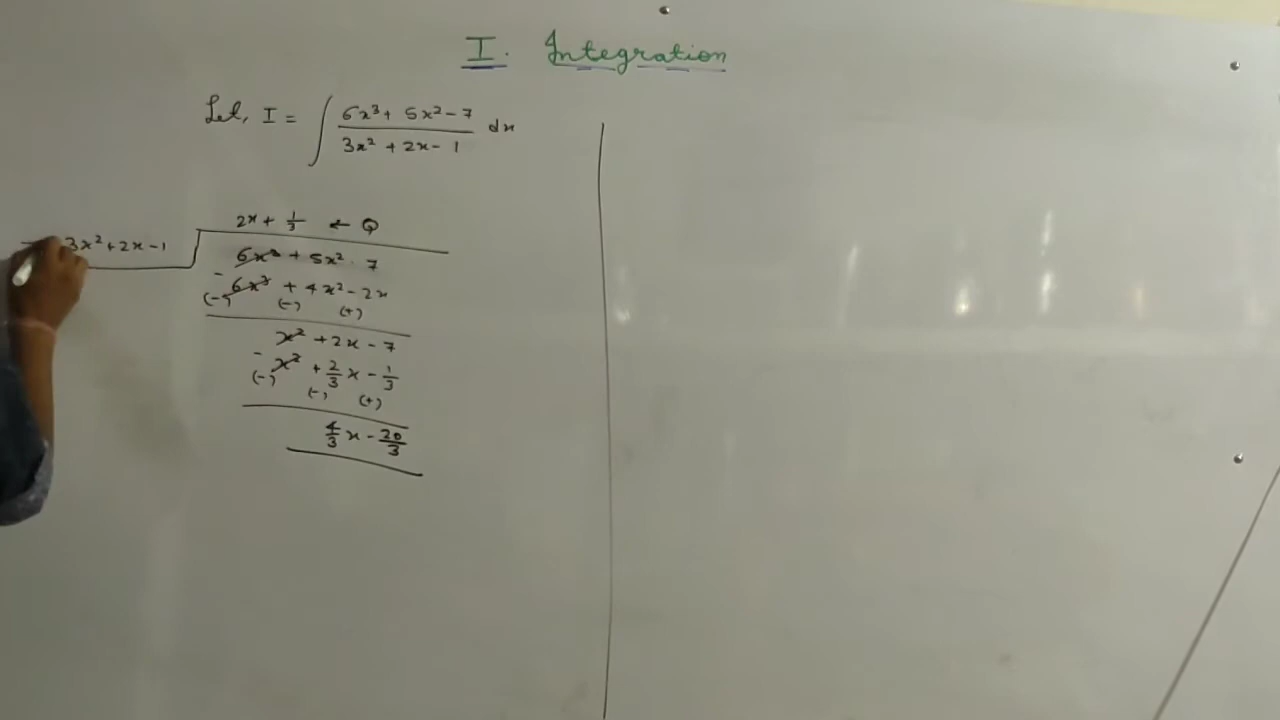 I. Integration
Let, I = ∫ (6x³ + 5x² - 7)/(3x² + 2x - 1) dx
2x + 1/3 ← Q
3x² + 2x - 1
6x³ + 5x² - 7
- 6x³ + 4x² - 2x
(-) (-) (+)
x² + 2x - 7
- x² + 2/3 x - 1/3
(-) (-) (+)
4/3 x - 20/3